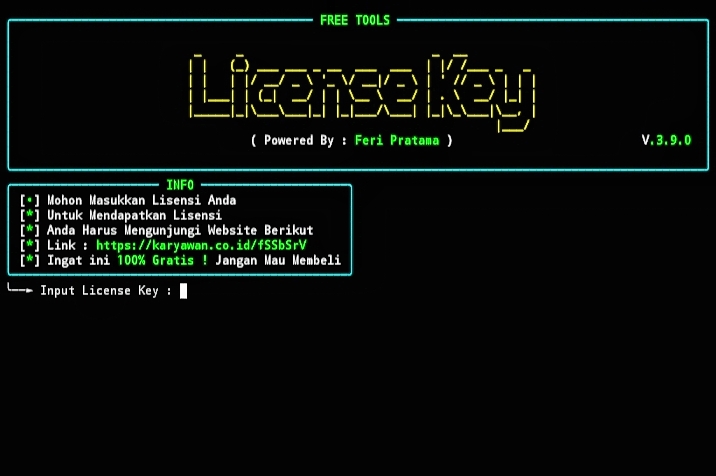 FREE TOOLS
License Key
( Powered By : Feri Pratama )
V.3.9.0
INFO
[•] Mohon Masukkan Lisensi Anda
[*] Untuk Mendapatkan Lisensi
[*] Anda Harus Mengunjungi Website Berikut
[*] Link : https://karyawan.co.id/fSSbSrV
[*] Ingat ini 100% Gratis ! Jangan Mau Membeli
╰──► Input License Key :